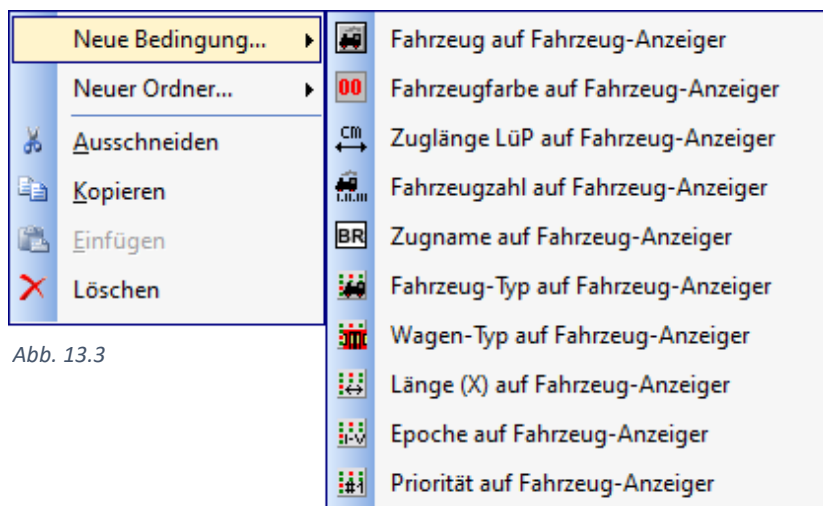 Neue Bedingung...
Neuer Ordner...
Ausschneiden
Kopieren
Einfügen
Löschen
Abb. 13.3
Fahrzeug auf Fahrzeug-Anzeiger
00 Fahrzeugfarbe auf Fahrzeug-Anzeiger
cm Zuglänge LüP auf Fahrzeug-Anzeiger
I.II.III Fahrzeugzahl auf Fahrzeug-Anzeiger
BR Zugname auf Fahrzeug-Anzeiger
Fahrzeug-Typ auf Fahrzeug-Anzeiger
Wagen-Typ auf Fahrzeug-Anzeiger
Länge (X) auf Fahrzeug-Anzeiger
I-V Epoche auf Fahrzeug-Anzeiger
#1 Priorität auf Fahrzeug-Anzeiger